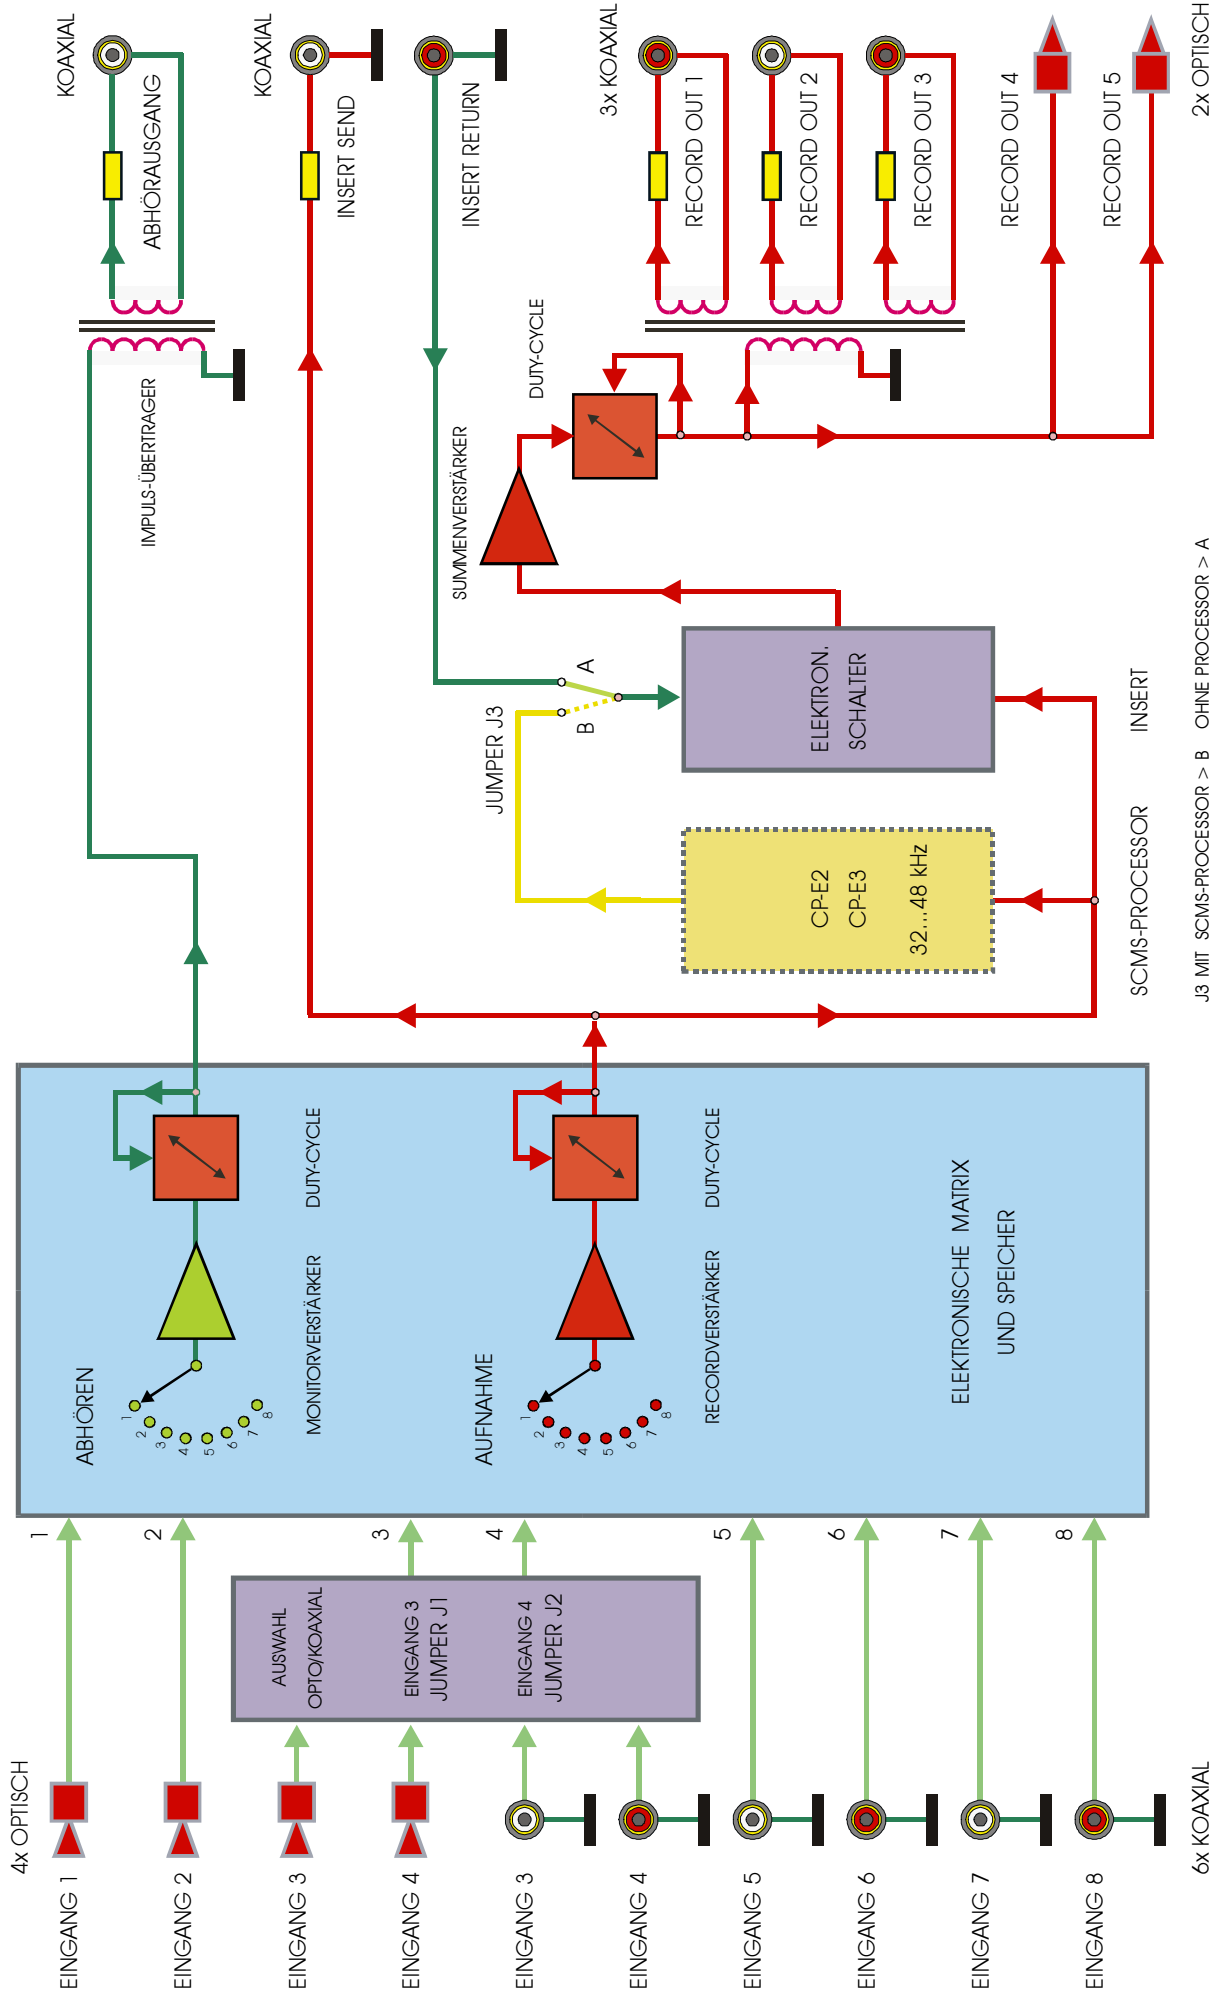 4x OPTISCH
EINGANG 1
EINGANG 2
EINGANG 3
EINGANG 4
EINGANG 3
EINGANG 4
EINGANG 5
EINGANG 6
EINGANG 7
EINGANG 8
6x KOAXIAL
AUSWAHL
OPTO/KOAXIAL
EINGANG 3
JUMPER J1
EINGANG 4
JUMPER J2
1
2
3
4
5
6
7
8
ABHÖREN
1
2
3
4
5
6
7
8
MONITORVERSTÄRKER
DUTY-CYCLE
AUFNAHME
1
2
3
4
5
6
7
8
RECORDVERSTÄRKER
DUTY-CYCLE
ELEKTRONISCHE MATRIX
UND SPEICHER
IMPULS-ÜBERTRAGER
KOAXIAL
ABHÖRAUSGANG
KOAXIAL
INSERT SEND
INSERT RETURN
JUMPER J3
B
A
CP-E2
CP-E3
32...48 kHz
SCMS-PROCESSOR
ELEKTRON.
SCHALTER
INSERT
SUMMENVERSTÄRKER
DUTY-CYCLE
3x KOAXIAL
RECORD OUT 1
RECORD OUT 2
RECORD OUT 3
RECORD OUT 4
RECORD OUT 5
2x OPTISCH
J3 MIT SCMS-PROCESSOR > B OHNE PROCESSOR > A